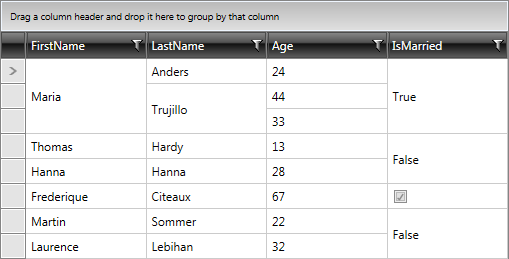 Drag a column header and drop it here to group by that column
FirstName LastName Age IsMarried
Maria Anders 24 True
Trujillo 44
33
Thomas Hardy 13 False
Hanna Hanna 28
Frederique Citeaux 67
Martin Sommer 22 False
Laurence Lebihan 32